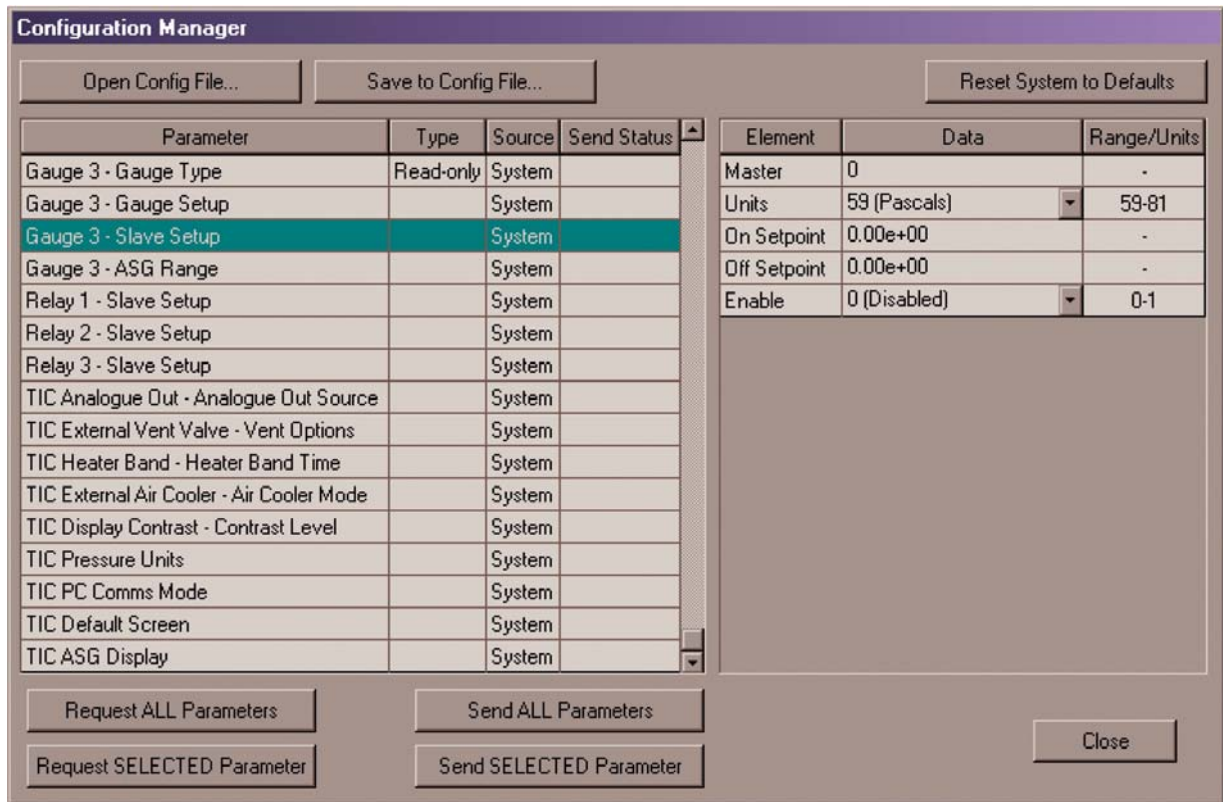 Configuration Manager
Open Config File... Save to Config File... Reset System to Defaults
Parameter Type Source Send Status
Gauge 3 - Gauge Type Read-only System
Gauge 3 - Gauge Setup System
Gauge 3 - Slave Setup System
Gauge 3 - ASG Range System
Relay 1 - Slave Setup System
Relay 2 - Slave Setup System
Relay 3 - Slave Setup System
TIC Analogue Out - Analogue Out Source System
TIC External Vent Valve - Vent Options System
TIC Heater Band - Heater Band Time System
TIC External Air Cooler - Air Cooler Mode System
TIC Display Contrast - Contrast Level System
TIC Pressure Units System
TIC PC Comms Mode System
TIC Default Screen System
TIC ASG Display System
Element Data Range/Units
Master 0 -
Units 59 (Pascals) 59-81
On Setpoint 0.00e+00 -
Off Setpoint 0.00e+00 -
Enable 0 (Disabled) 0-1
Request ALL Parameters Send ALL Parameters
Request SELECTED Parameter Send SELECTED Parameter
Close